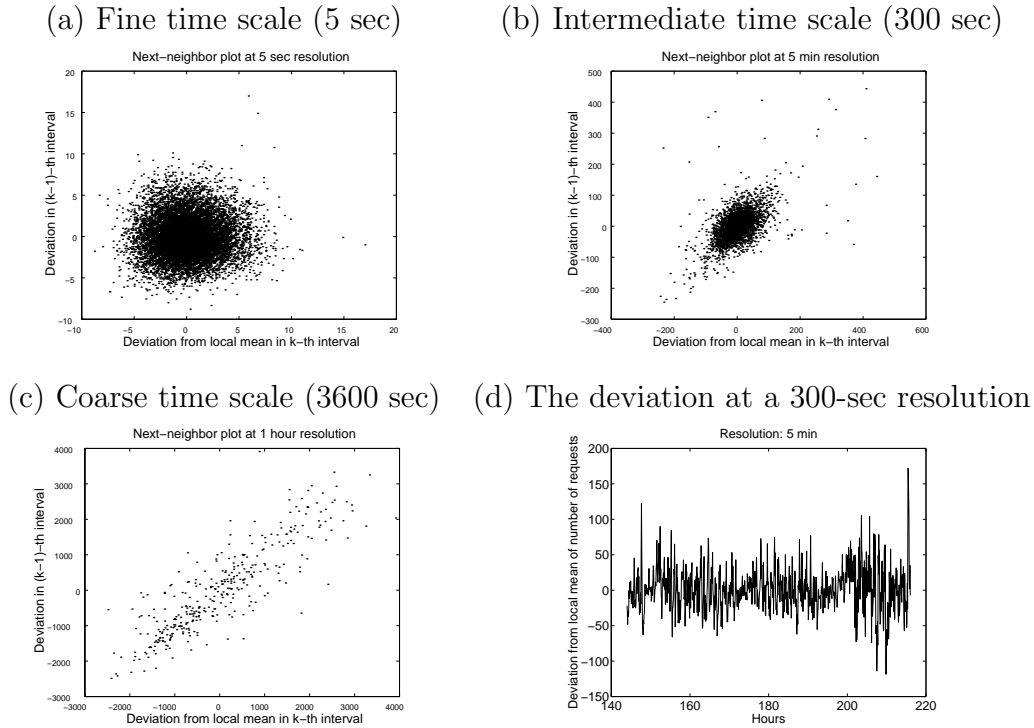 (a) Fine time scale (5 sec)
Next−neighbor plot at 5 sec resolution
20
15
10
5
0
−5
−10
Deviation in (k−1)−th interval
−10 −5 0 5 10 15 20
Deviation from local mean in k−th interval
(b) Intermediate time scale (300 sec)
Next−neighbor plot at 5 min resolution
500
400
300
200
100
0
−100
−200
−300
Deviation in (k−1)−th interval
−400 −200 0 200 400 600
Deviation from local mean in k−th interval
(c) Coarse time scale (3600 sec)
Next−neighbor plot at 1 hour resolution
4000
3000
2000
1000
0
−1000
−2000
−3000
Deviation in (k−1)−th interval
−3000 −2000 −1000 0 1000 2000 3000 4000
Deviation from local mean in k−th interval
(d) The deviation at a 300-sec resolution
Resolution: 5 min
200
150
100
50
0
−50
−100
−150
Deviation from local mean of number of requests
140 160 180 200 220
Hours